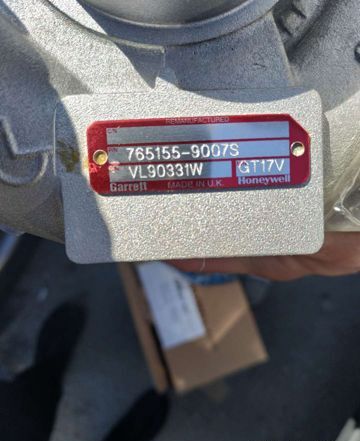 REMANUFACTURED
P/N
765155-9007S
VL90331W GT17V
Garrett MADE IN U.K. Honeywell